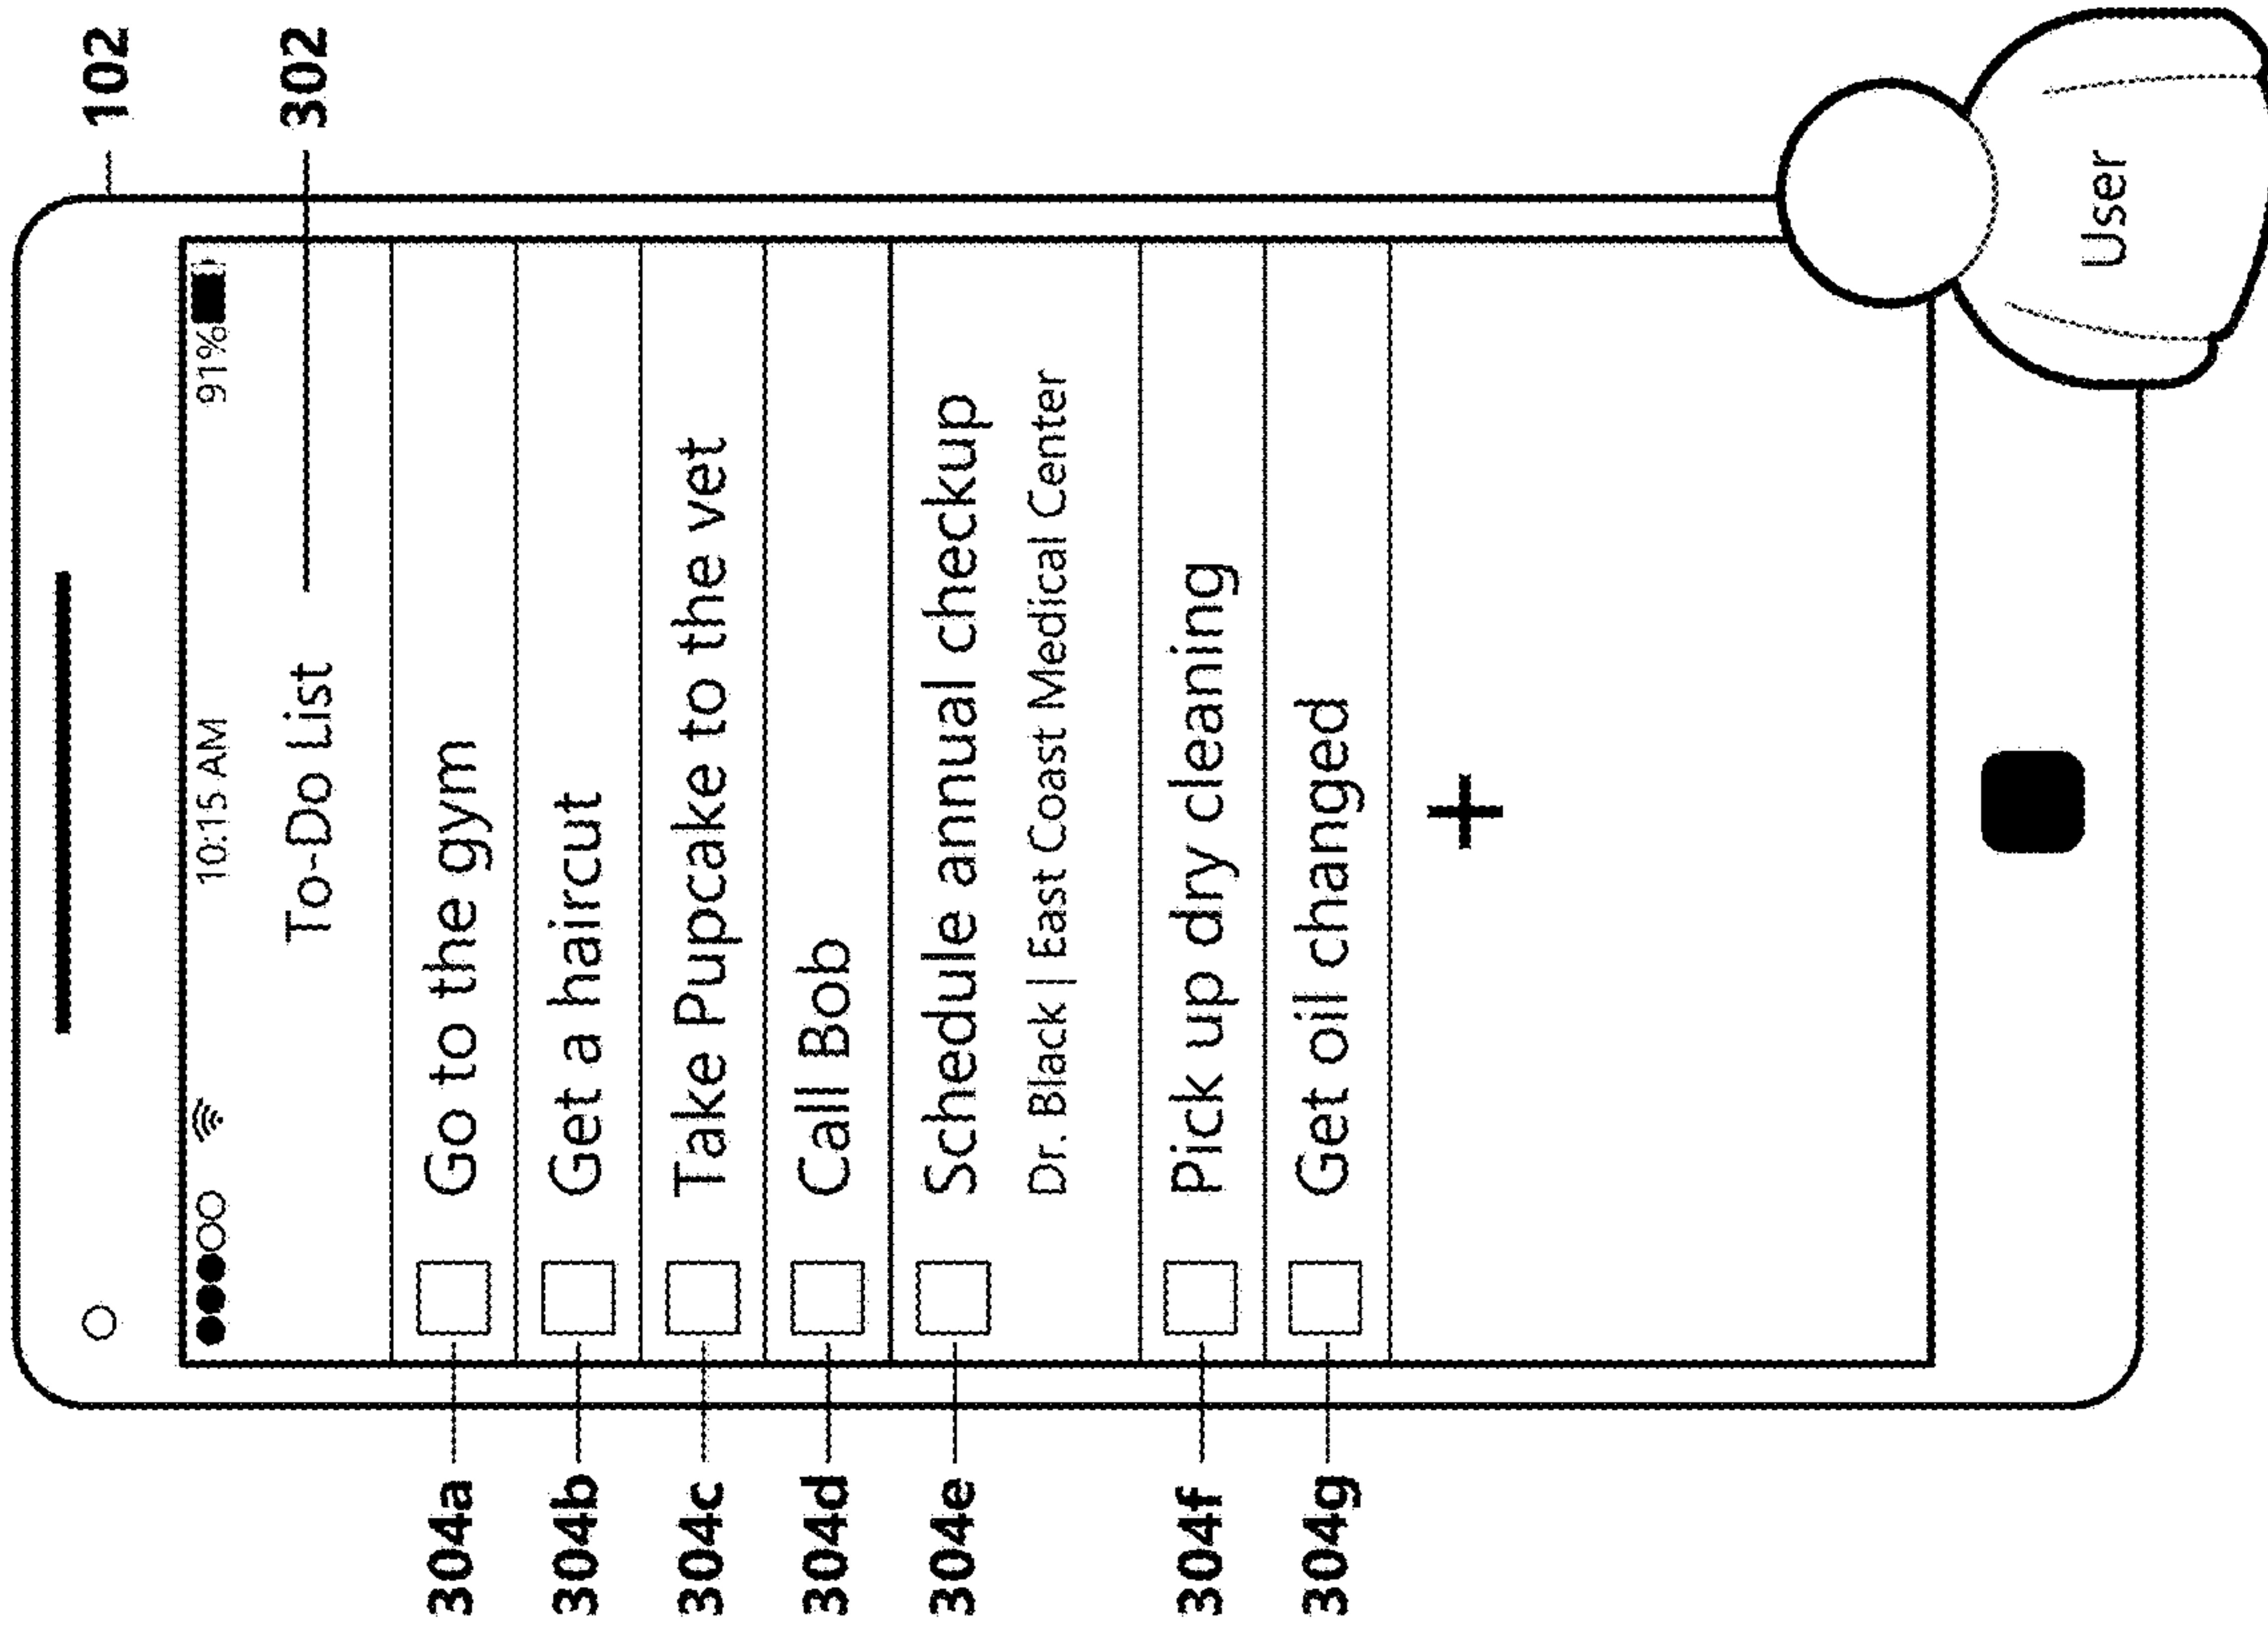 102
10:15 AM 91%
To-Do List 302
304a Go to the gym
304b Get a haircut
304c Take Pupcake to the vet
304d Call Bob
304e Schedule annual checkup
Dr. Black | East Coast Medical Center
304f Pick up dry cleaning
304g Get oil changed
+
User